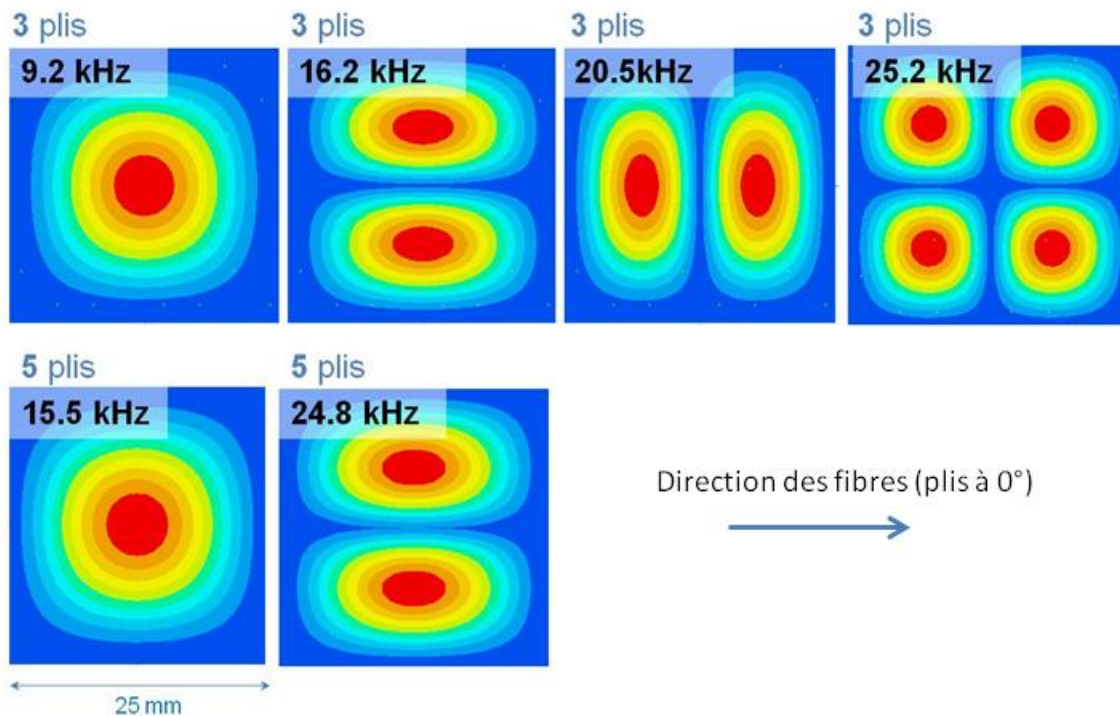 3 plis
9.2 kHz
3 plis
16.2 kHz
3 plis
20.5kHz
3 plis
25.2 kHz
5 plis
15.5 kHz
5 plis
24.8 kHz
Direction des fibres (plis à 0°)
25 mm